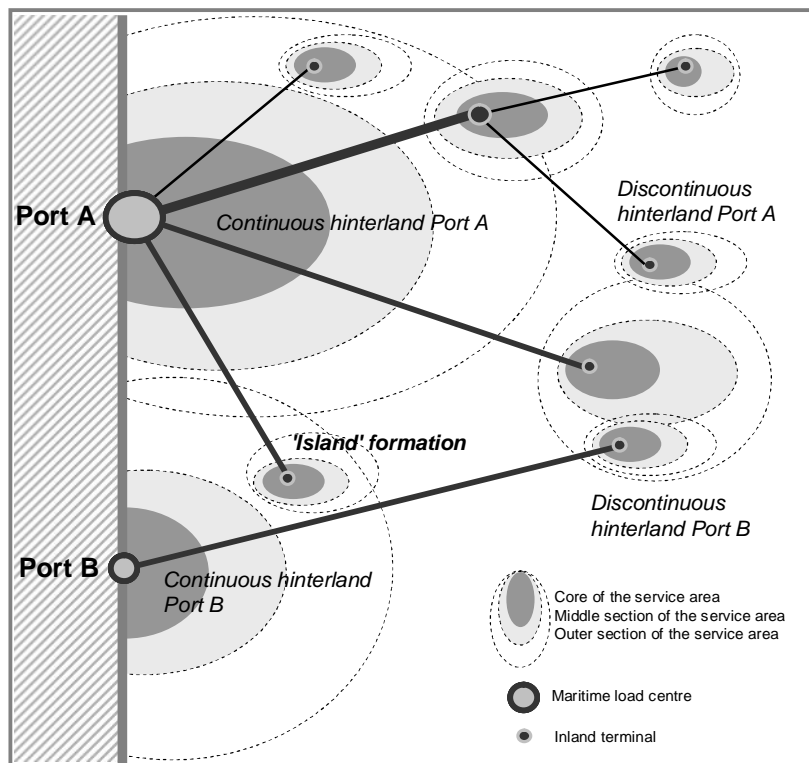 Port A
Continuous hinterland Port A
Discontinuous
hinterland Port A
'Island' formation
Discontinuous
hinterland Port B
Port B
Continuous hinterland
Port B
Core of the service area
Middle section of the service area
Outer section of the service area
Maritime load centre
Inland terminal